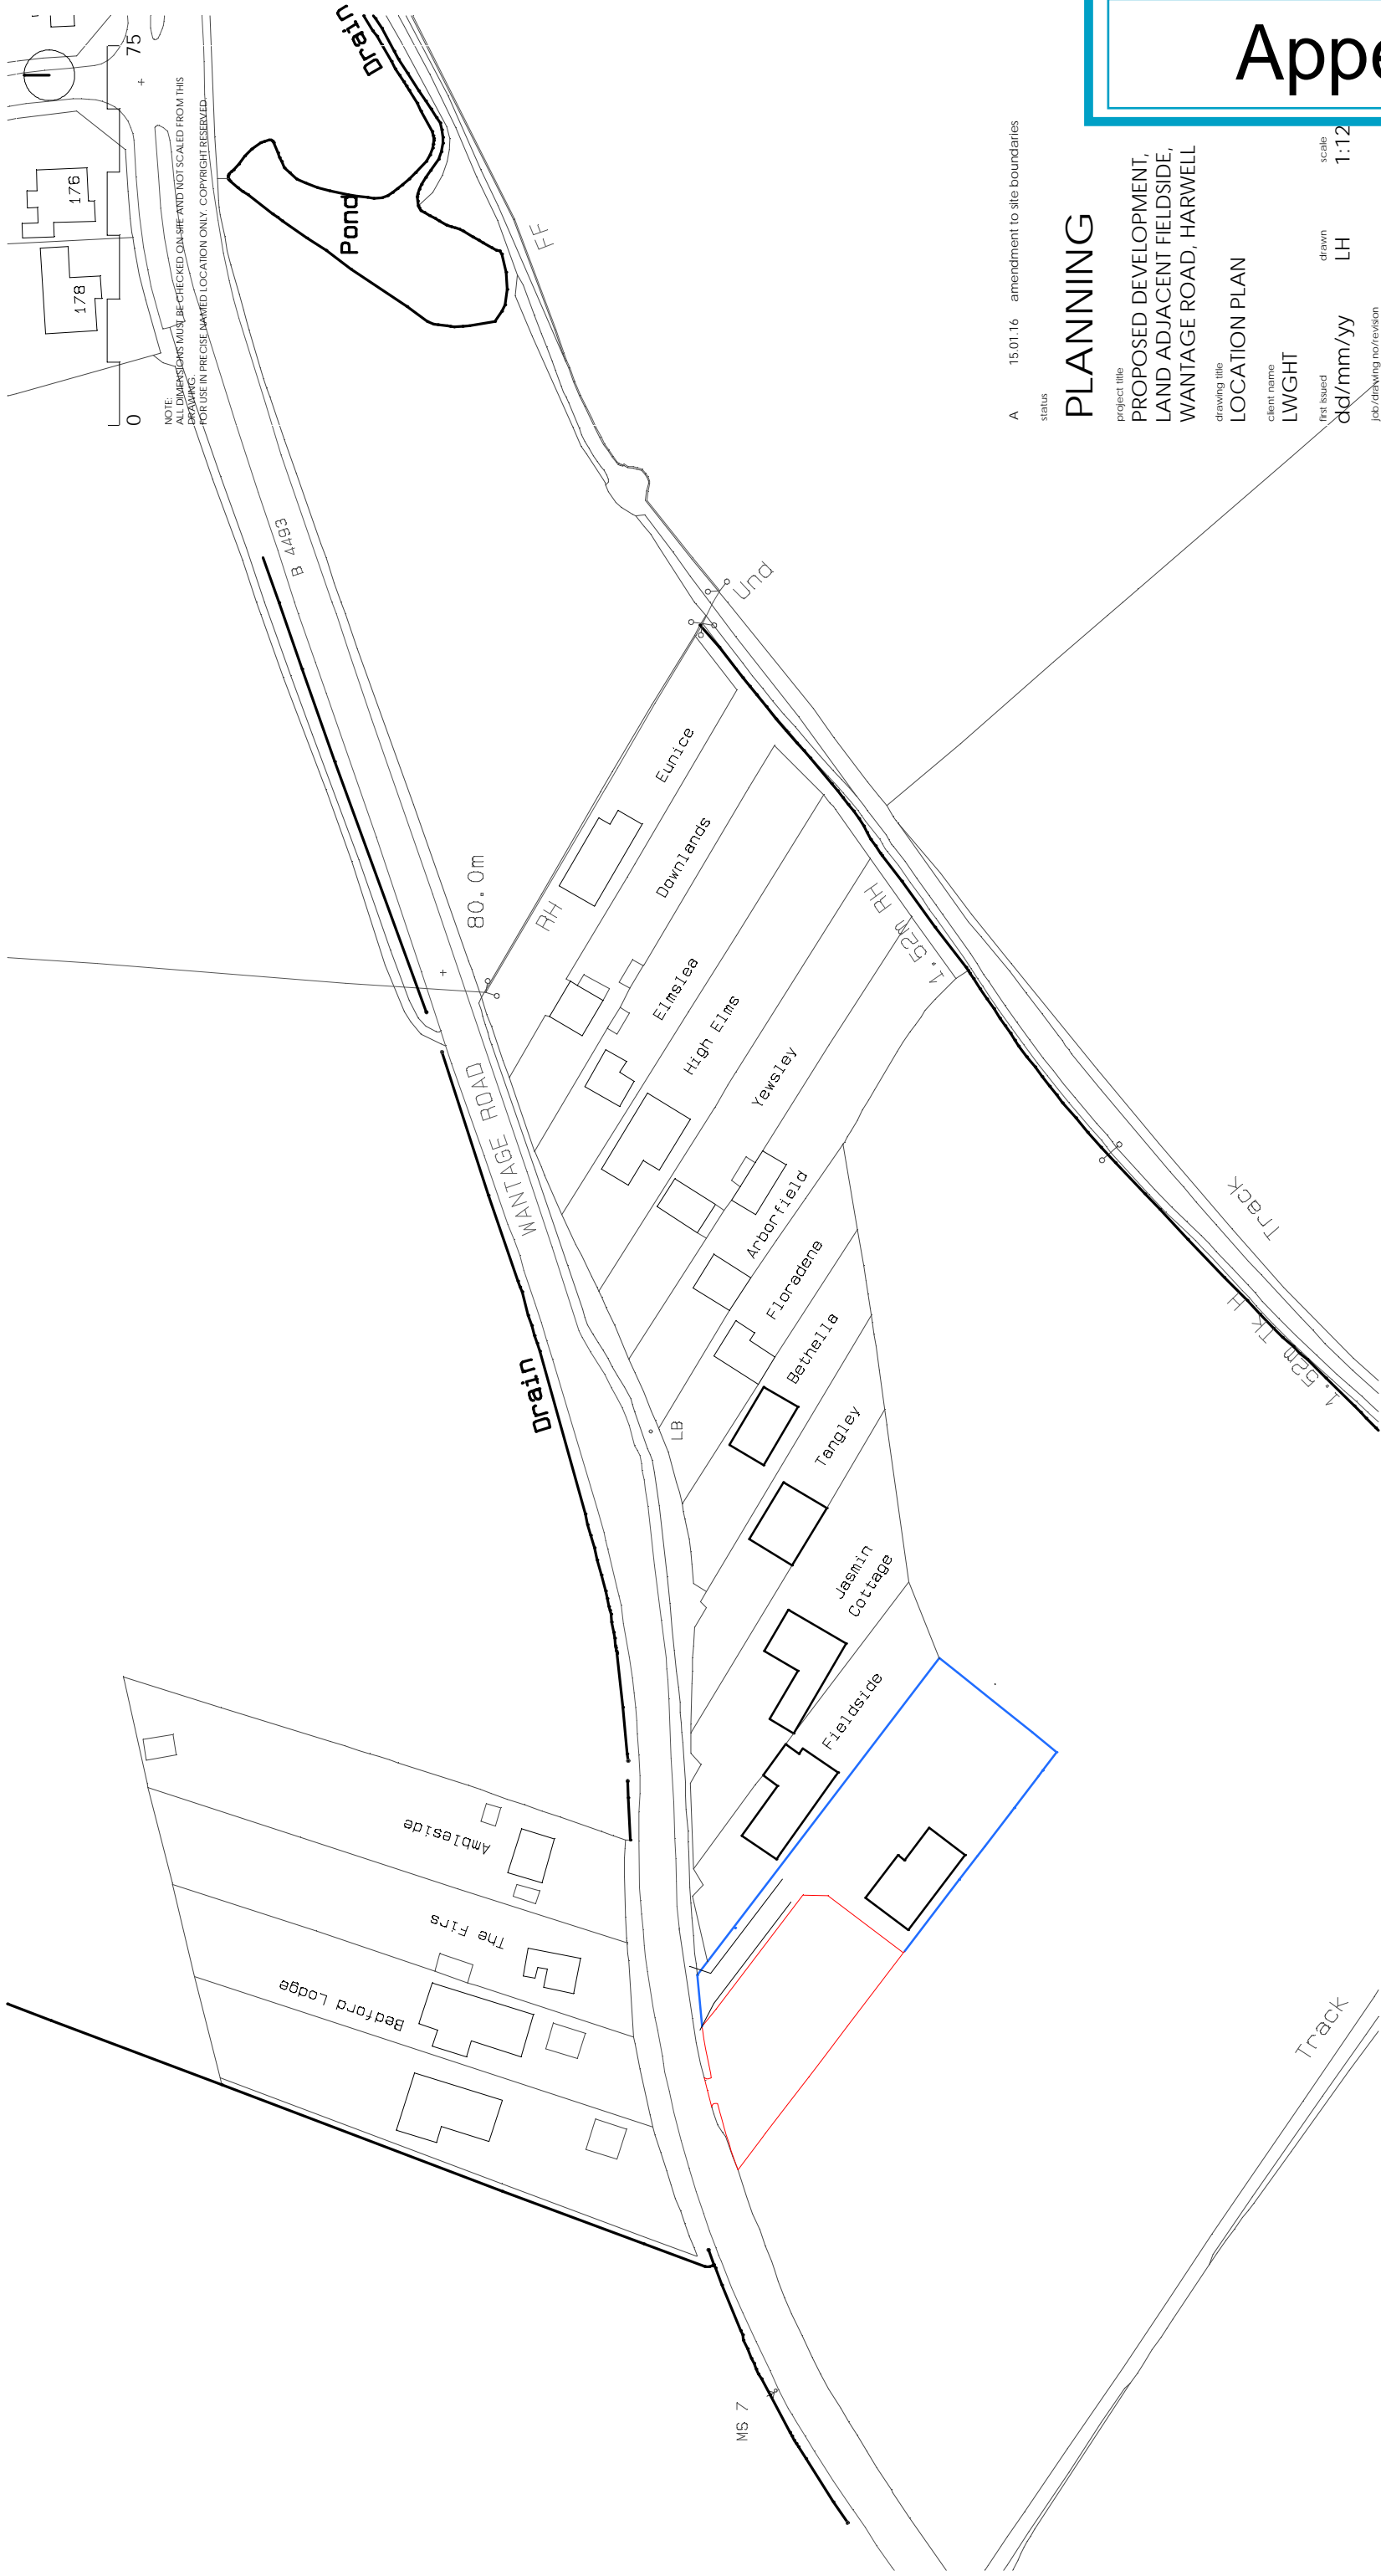 Appe
75
0
NOTE:
ALL DIMENSIONS MUST BE CHECKED ON SITE AND NOT SCALED FROM THIS
DRAWING.
FOR USE IN PRECISE NAMED LOCATION ONLY. COPYRIGHT RESERVED.
176
178
Drain
Pond
FF
B 4493
Und
80.0m
RH
Eunice
Downlands
Elmslea
High Elms
Yewsley
Arborfield
Floradene
Bethella
Tangley
Jasmin
Cottage
Fieldside
1.52m RH
WANTAGE ROAD
Drain
LB
Track
1.52m TK H
Ambleside
The Firs
Bedford Lodge
MS 7
Track
A 15.01.16 amendment to site boundaries
status
PLANNING
project title
PROPOSED DEVELOPMENT,
LAND ADJACENT FIELDSIDE,
WANTAGE ROAD, HARWELL
drawing title
LOCATION PLAN
client name
LWGHT
first issued drawn scale
dd/mm/yy LH 1:12
job/drawing no/revision